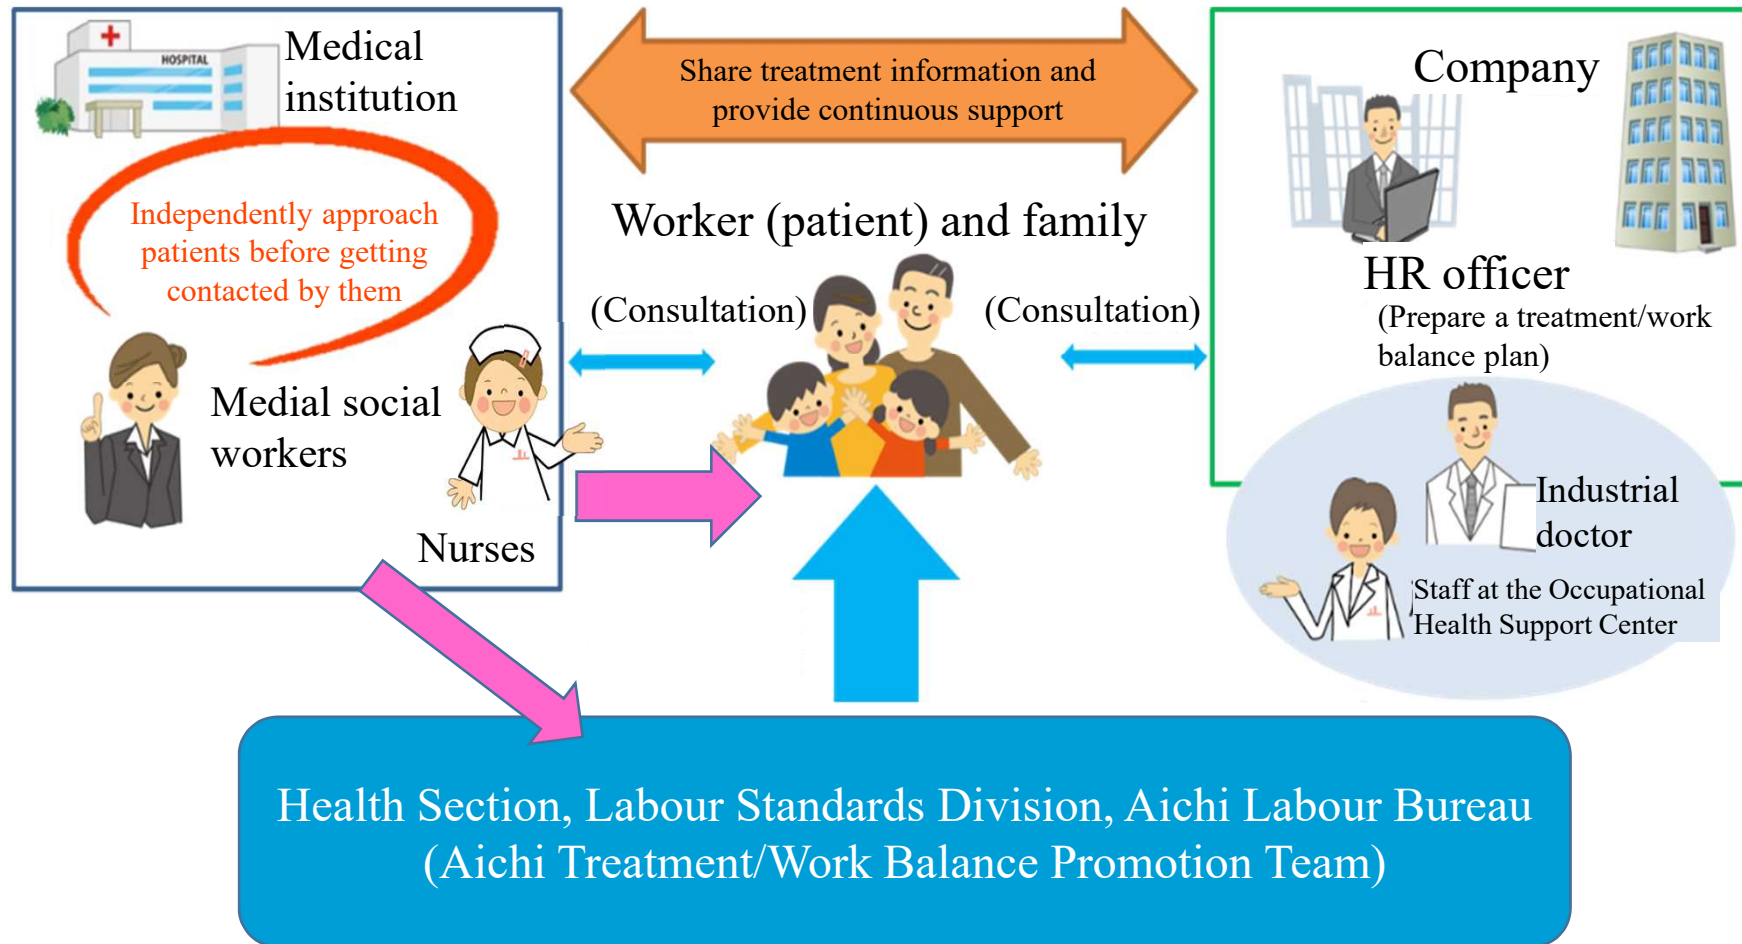 HOSPITAL
Medical
institution
Independently approach
patients before getting
contacted by them
Medial social
workers
Nurses
Share treatment information and
provide continuous support
Worker (patient) and family
(Consultation)
(Consultation)
Company
HR officer
(Prepare a treatment/work
balance plan)
Industrial
doctor
Staff at the Occupational
Health Support Center
Health Section, Labour Standards Division, Aichi Labour Bureau
(Aichi Treatment/Work Balance Promotion Team)